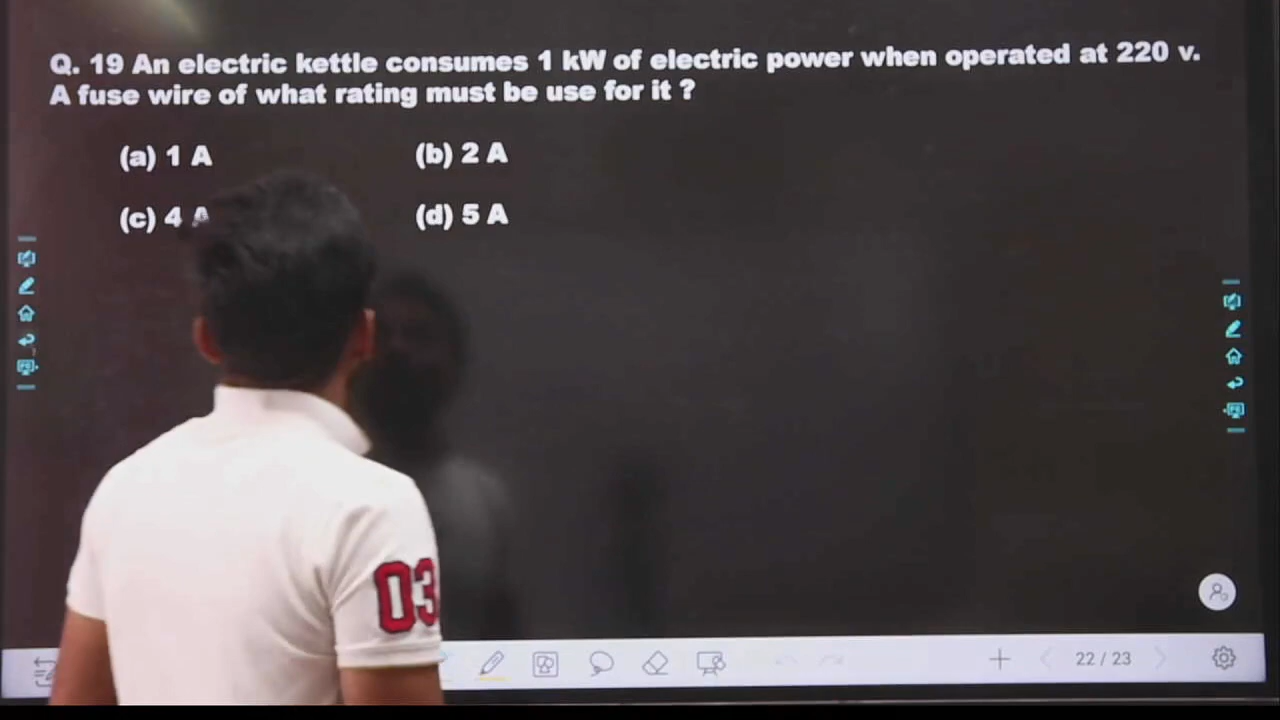 Q. 19 An electric kettle consumes 1 kW of electric power when operated at 220 v.
A fuse wire of what rating must be use for it ?
(a) 1 A
(b) 2 A
(c) 4 A
(d) 5 A
03
22 / 23